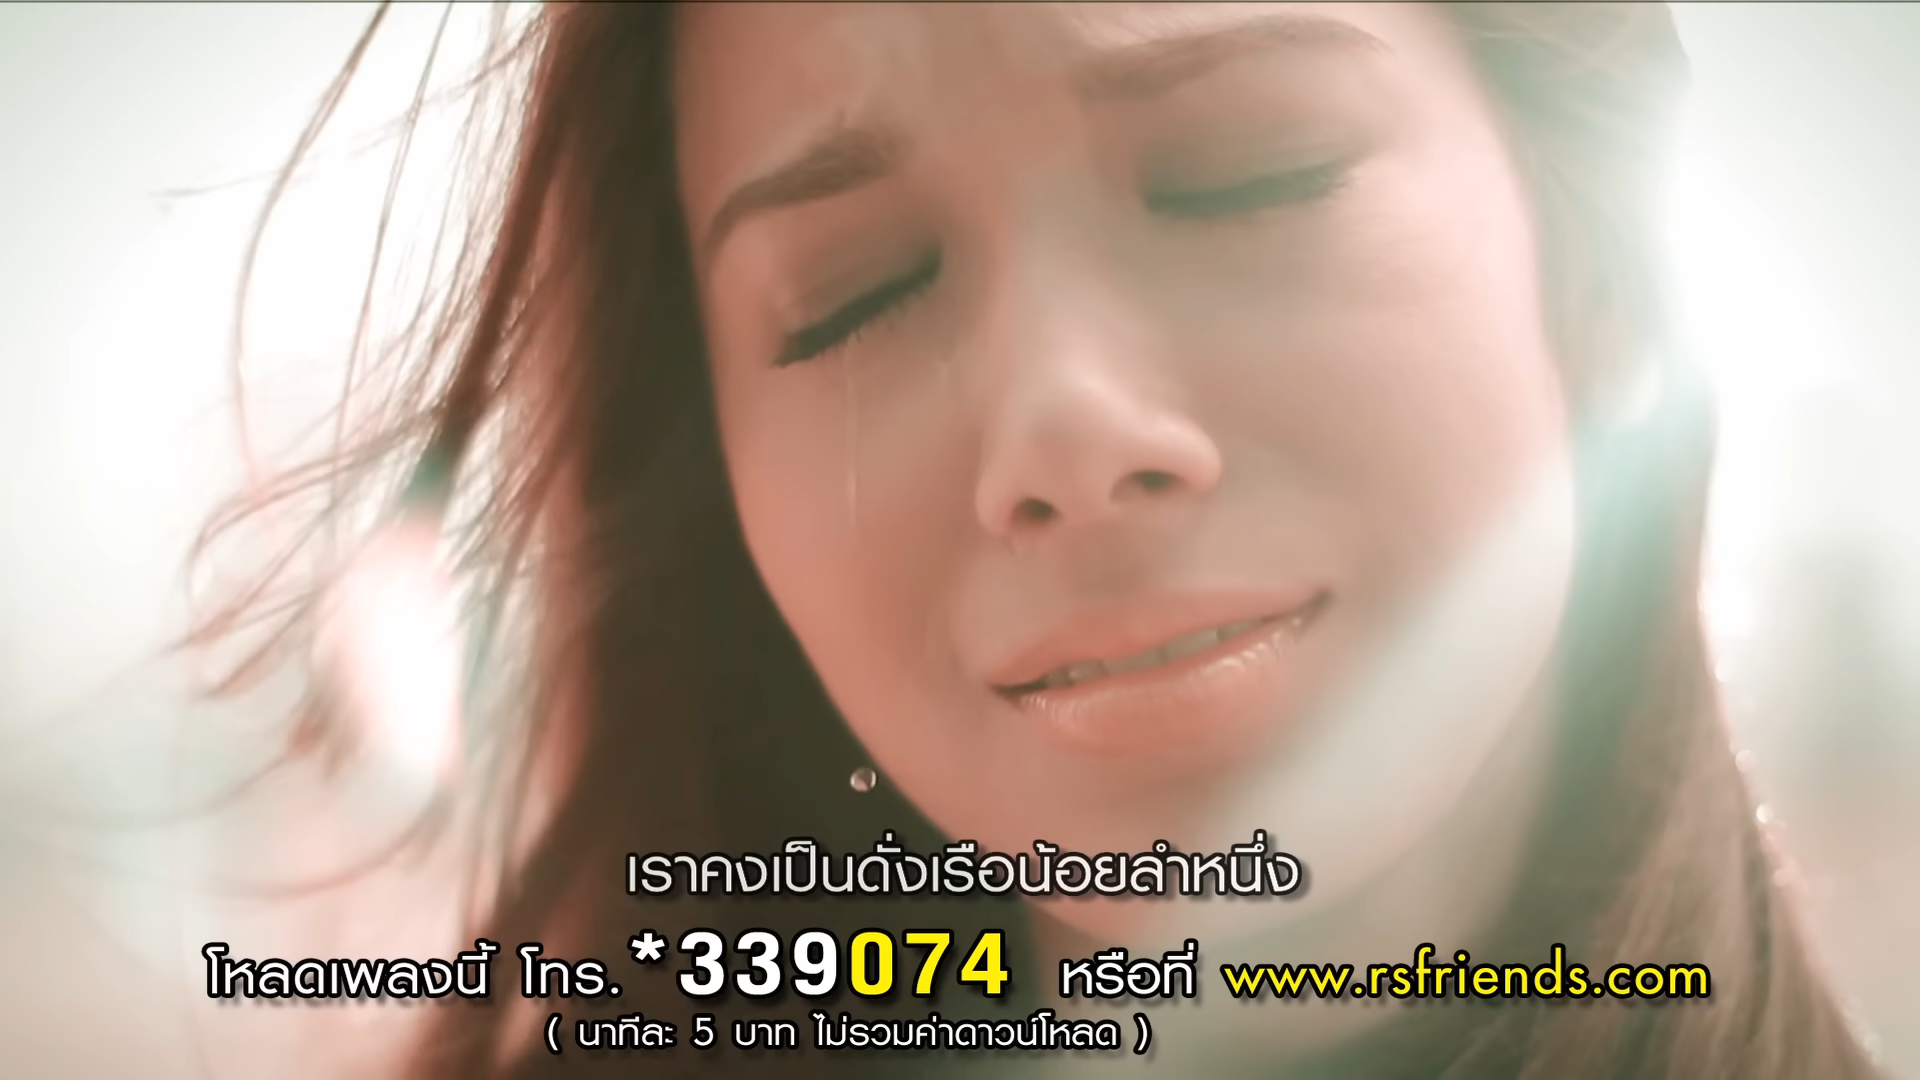 เราคงเป็นดั่งเรือน้อยลำหนึ่ง
โหลดเพลงนี้ โทร.*339074 หรือที่ www.rsfriends.com
( นาทีละ 5 บาท ไม่รวมค่าดาวน์โหลด )